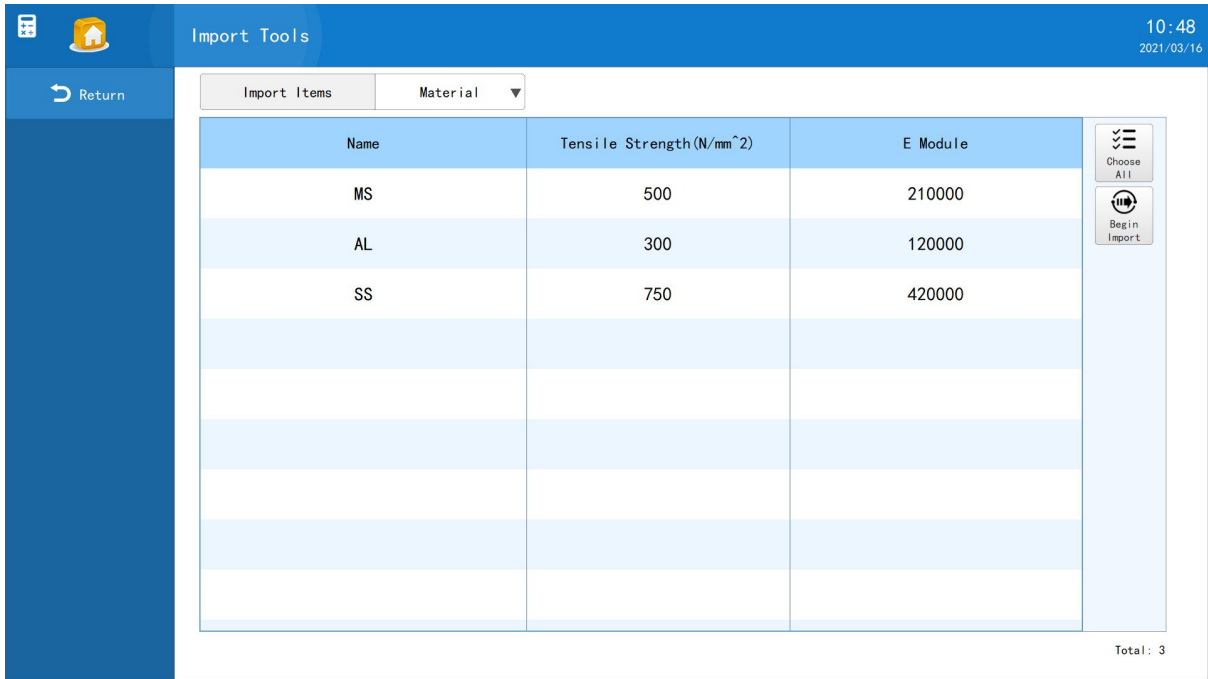 Import Tools
10:48
2021/03/16
Return
Import Items
Material
Name
Tensile Strength(N/mm^2)
E Module
MS
500
210000
AL
300
120000
SS
750
420000
Choose
All
Begin
Import
Total: 3